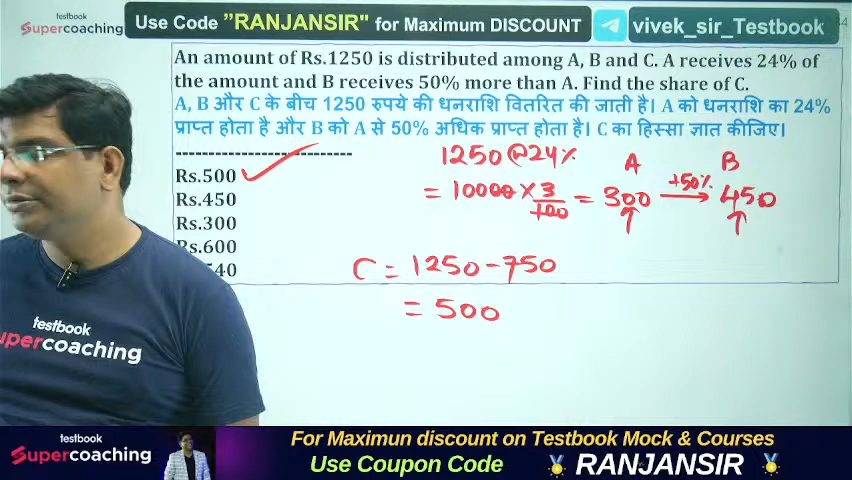 testbook
Supercoaching
Use Code "RANJANSIR" for Maximum DISCOUNT
vivek_sir_Testbook
An amount of Rs.1250 is distributed among A, B and C. A receives 24% of
the amount and B receives 50% more than A. Find the share of C.
A, B और C के बीच 1250 रुपये की धनराशि वितरित की जाती है। A को धनराशि का 24%
प्राप्त होता है और B को A से 50% अधिक प्राप्त होता है। C का हिस्सा ज्ञात कीजिए।
----------------------------
1250 @24%
A
B
Rs.500
= 10000 × 3/100 = 300 +50% → 450
Rs.450
Rs.300
Rs.600
540
C = 1250 - 750
= 500
testbook
supercoaching
testbook
Supercoaching
For Maximun discount on Testbook Mock & Courses
Use Coupon Code RANJANSIR